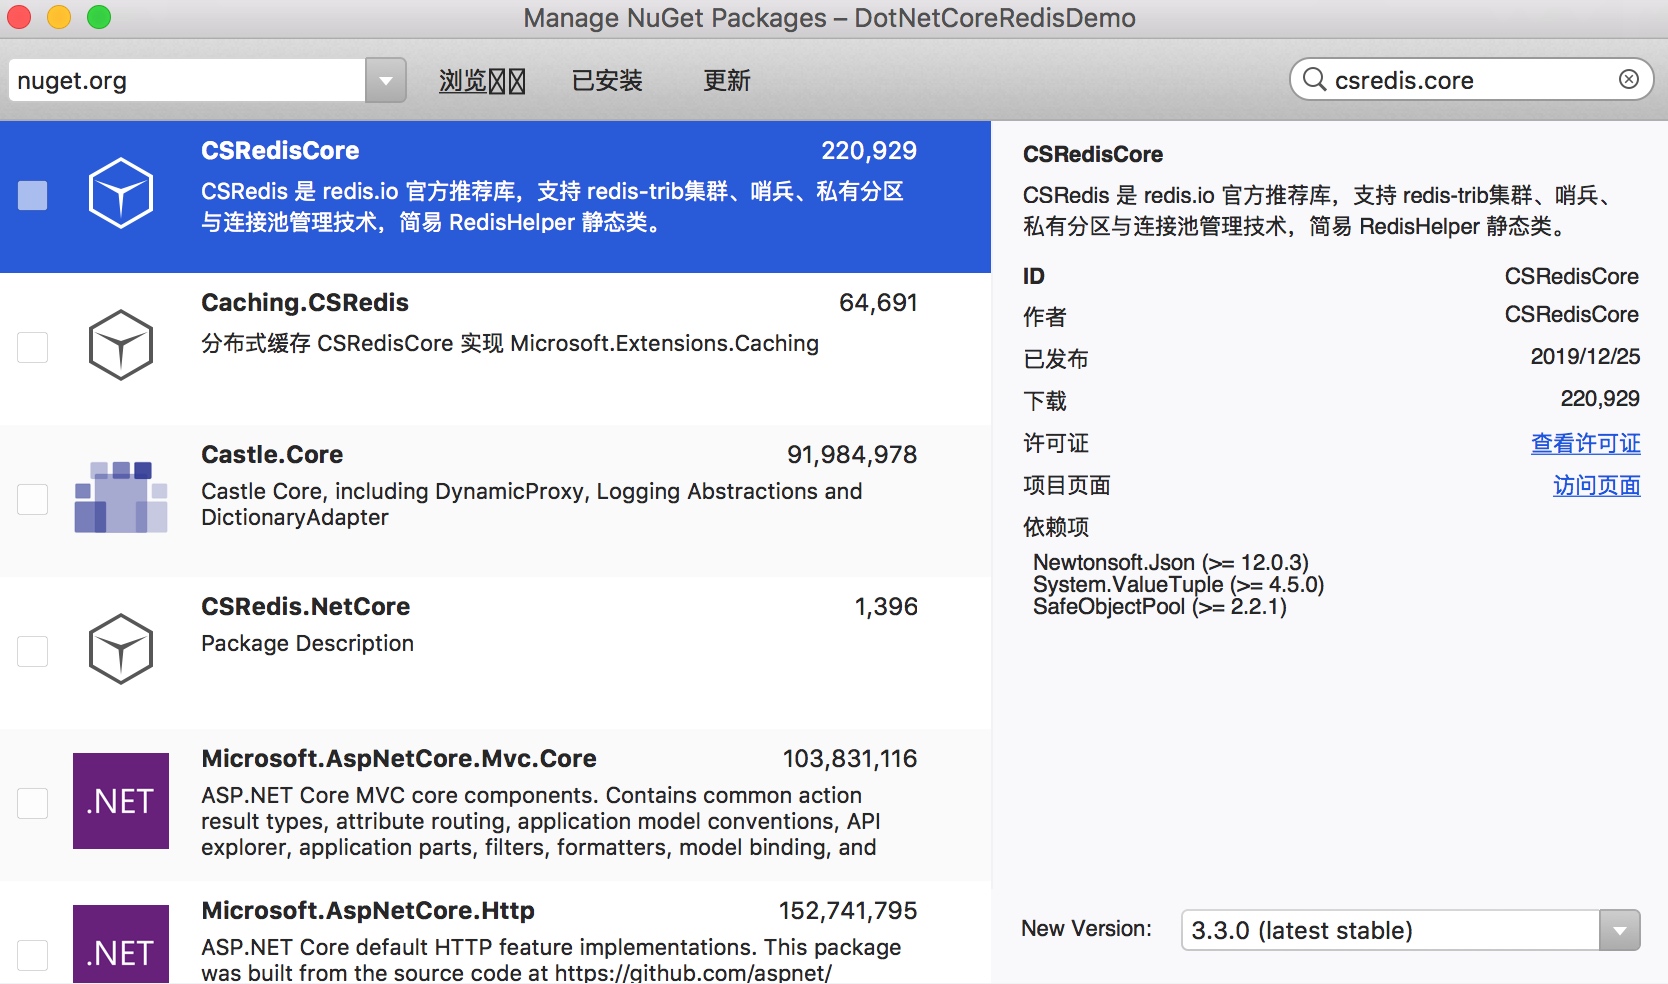 Manage NuGet Packages – DotNetCoreRedisDemo
nuget.org
浏览
已安装
更新
csredis.core
CSRedisCore
220,929
CSRedis 是 redis.io 官方推荐库，支持 redis-trib集群、哨兵、私有分区
与连接池管理技术，简易 RedisHelper 静态类。
Caching.CSRedis
64,691
分布式缓存 CSRedisCore 实现 Microsoft.Extensions.Caching
Castle.Core
91,984,978
Castle Core, including DynamicProxy, Logging Abstractions and
DictionaryAdapter
CSRedis.NetCore
1,396
Package Description
.NET
Microsoft.AspNetCore.Mvc.Core
103,831,116
ASP.NET Core MVC core components. Contains common action
result types, attribute routing, application model conventions, API
explorer, application parts, filters, formatters, model binding, and
.NET
Microsoft.AspNetCore.Http
152,741,795
ASP.NET Core default HTTP feature implementations. This package
was built from the source code at https://github.com/aspnet/
CSRedisCore
CSRedis 是 redis.io 官方推荐库，支持 redis-trib集群、哨兵、
私有分区与连接池管理技术，简易 RedisHelper 静态类。
ID
CSRedisCore
作者
CSRedisCore
已发布
2019/12/25
下载
220,929
许可证
查看许可证
项目页面
访问页面
依赖项
Newtonsoft.Json (>= 12.0.3)
System.ValueTuple (>= 4.5.0)
SafeObjectPool (>= 2.2.1)
New Version:
3.3.0 (latest stable)